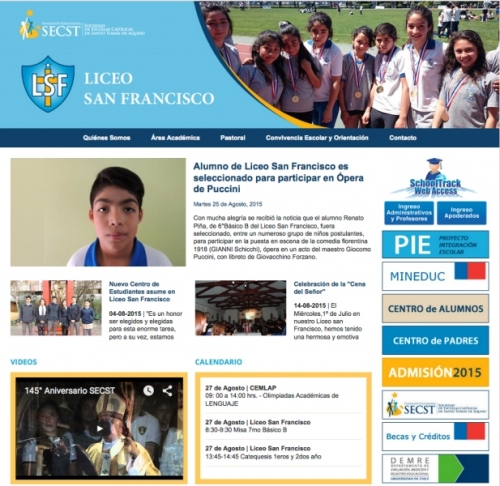 SECST
SOCIEDAD
DE ESCUELAS CATÓLICAS
DE SANTO TOMÁS DE AQUINO
LSF
LICEO
SAN FRANCISCO
Quiénes Somos
Área Académica
Pastoral
Convivencia Escolar y Orientación
Contacto
Alumno de Liceo San Francisco es
seleccionado para participar en Ópera
de Puccini
Martes 25 de Agosto, 2015
Con mucha alegría se recibió la noticia que el alumno Renato
Piña, de 6°Básico B del Liceo San Francisco, fuera
seleccionado, entre un numeroso grupo de niños postulantes,
para participar en la puesta en escena de la comedia florentina
1918 (GIANNI Schicchi), ópera en un acto del maestro Giocomo
Puccini, con libreto de Giovacchino Forzano.
Nuevo Centro de
Estudiantes asume en
Liceo San Francisco
04-08-2015 | "Es un honor
ser elegidos y elegidas
para esta enorme tarea,
pero a su vez, estamos
Celebración de la "Cena
del Señor"
14-08-2015 | El
Miércoles,1° de Julio en
nuestro Liceo san
francisco, hemos tenido
una hermosa y emotiva
VIDEOS
145° Aniversario SECST
CALENDARIO
27 de Agosto | CEMLAP
09: 00 a 14:00 hrs. - Olimpiadas Académicas de
LENGUAJE
27 de Agosto | Liceo San Francisco
8:30-9:30 Misa 7mo Básico B
27 de Agosto | Liceo San Francisco
13:45-14:45 Catequesis 1eros y 2dos año
SchoolTrack
Web Access
Ingreso
Administrativos
y Profesores
Ingreso
Apoderados
PIE
PROYECTO
INTEGRACIÓN
ESCOLAR
MINEDUC
CENTRO de ALUMNOS
CENTRO de PADRES
ADMISIÓN2015
SECST
Becas y Créditos
DEMRE
DEPARTAMENTO
DE EVALUACIÓN, MEDICIÓN
Y REGISTRO EDUCACIONAL
UNIVERSIDAD DE CHILE